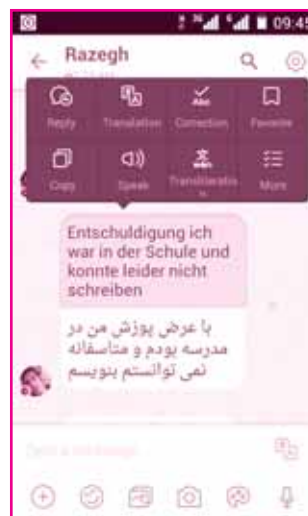 09:45
Razegh
Reply
Translation
Correction
Favorite
Copy
Speak
Transliteratio
n
More
Entschuldigung ich
war in der Schule und
konnte leider nicht
schreiben
با عرض پوزش من در
مدرسه بودم و متاسفانه
نمی توانستم بنویسم